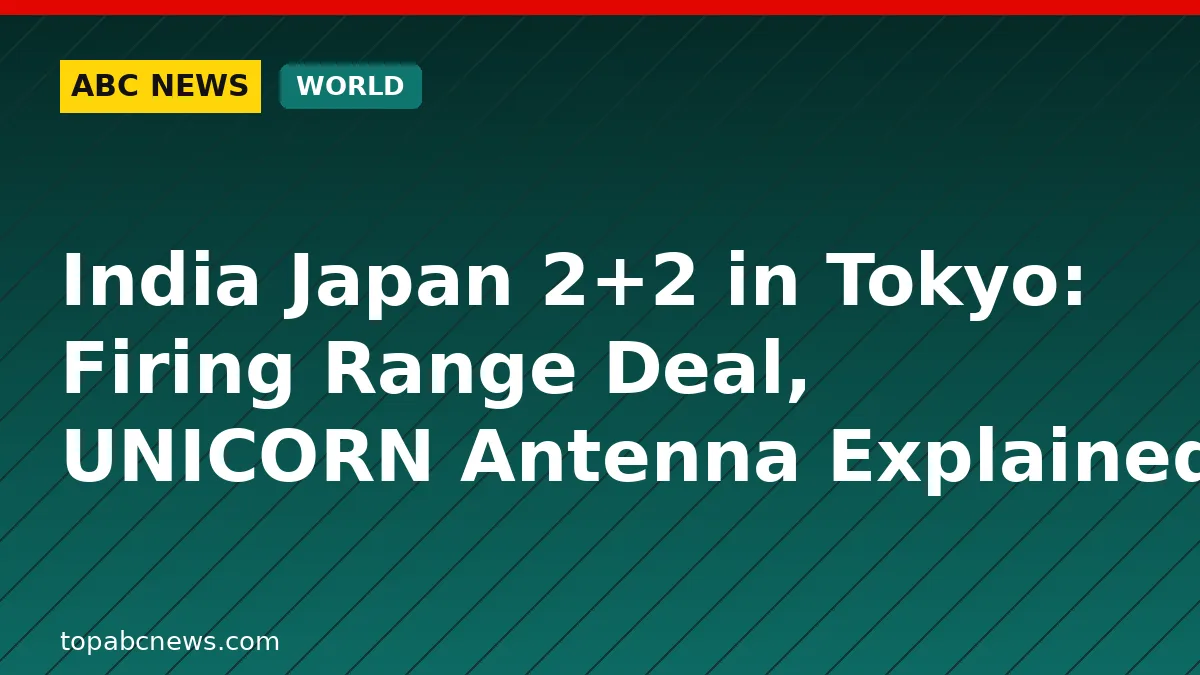 ABC NEWS
WORLD
India Japan 2+2 in Tokyo:
Firing Range Deal,
UNICORN Antenna Explained
topabcnews.com